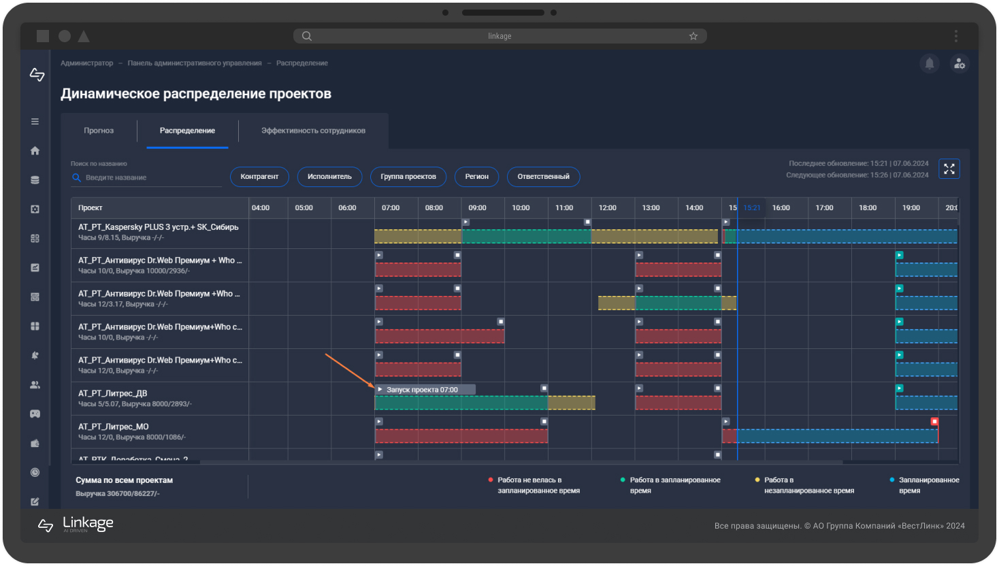 linkage
Администратор – Панель административного управления – Распределение
Динамическое распределение проектов
Прогноз
Распределение
Эффективность сотрудников
Поиск по названию
Введите название
Контрагент
Исполнитель
Группа проектов
Регион
Ответственный
Последнее обновление: 15:21 | 07.06.2024
Следующее обновление: 15:26 | 07.06.2024
Проект 04:00 05:00 06:00 07:00 08:00 09:00 10:00 11:00 12:00 13:00 14:00 15 15:21 16:00 17:00 18:00 19:00 20:0
AT_PT_Kaspersky PLUS 3 устр.+ SK_Сибирь
Часы 9/8.15, Выручка -/-/-
AT_PT_Антивирус Dr.Web Премиум + Who ...
Часы 10/0, Выручка 10000/2936/-
AT_PT_Антивирус Dr.Web Премиум +Who ...
Часы 12/3.17, Выручка -/-/-
AT_PT_Антивирус Dr.Web Премиум+Who с...
Часы 10/0, Выручка -/-/-
AT_PT_Антивирус Dr.Web Премиум+Who с...
Часы 12/0, Выручка -/-/-
AT_PT_Литрес_ДВ
Часы 5/5.07, Выручка 8000/2893/-
Запуск проекта 07:00
AT_PT_Литрес_МО
Часы 12/0, Выручка 8000/1086/-
AT_PTK_Доработка_Смена_2
Сумма по всем проектам
Выручка 306700/86227/-
Работа не велась в
запланированное время
Работа в запланированное
время
Работа в
незапланированное время
Запланированное
время
Linkage
AI DRIVEN
Все права защищены. © АО Группа Компаний «ВестЛинк» 2024